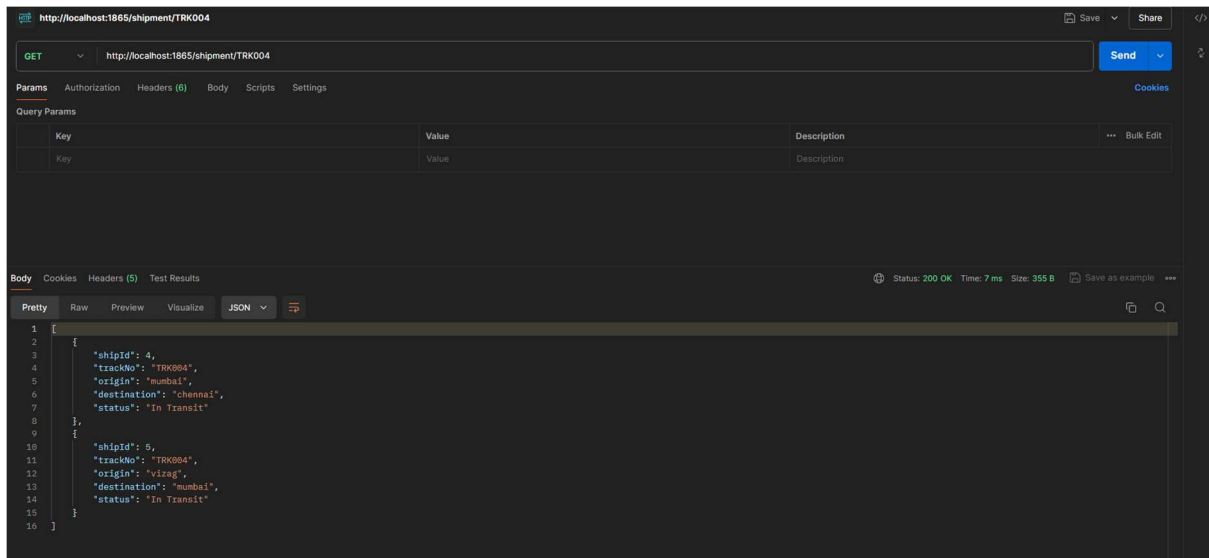 HTTP http://localhost:1865/shipment/TRK004 Save Share </>
GET http://localhost:1865/shipment/TRK004 Send
Params Authorization Headers (6) Body Scripts Settings Cookies
Query Params
Key Value Description ... Bulk Edit
Key Value Description
Body Cookies Headers (5) Test Results Status: 200 OK Time: 7 ms Size: 355 B Save as example ...
Pretty Raw Preview Visualize JSON
1 [
2 {
3 "shipId": 4,
4 "trackNo": "TRK004",
5 "origin": "mumbai",
6 "destination": "chennai",
7 "status": "In Transit"
8 },
9 {
10 "shipId": 5,
11 "trackNo": "TRK004",
12 "origin": "vizag",
13 "destination": "mumbai",
14 "status": "In Transit"
15 }
16 ]